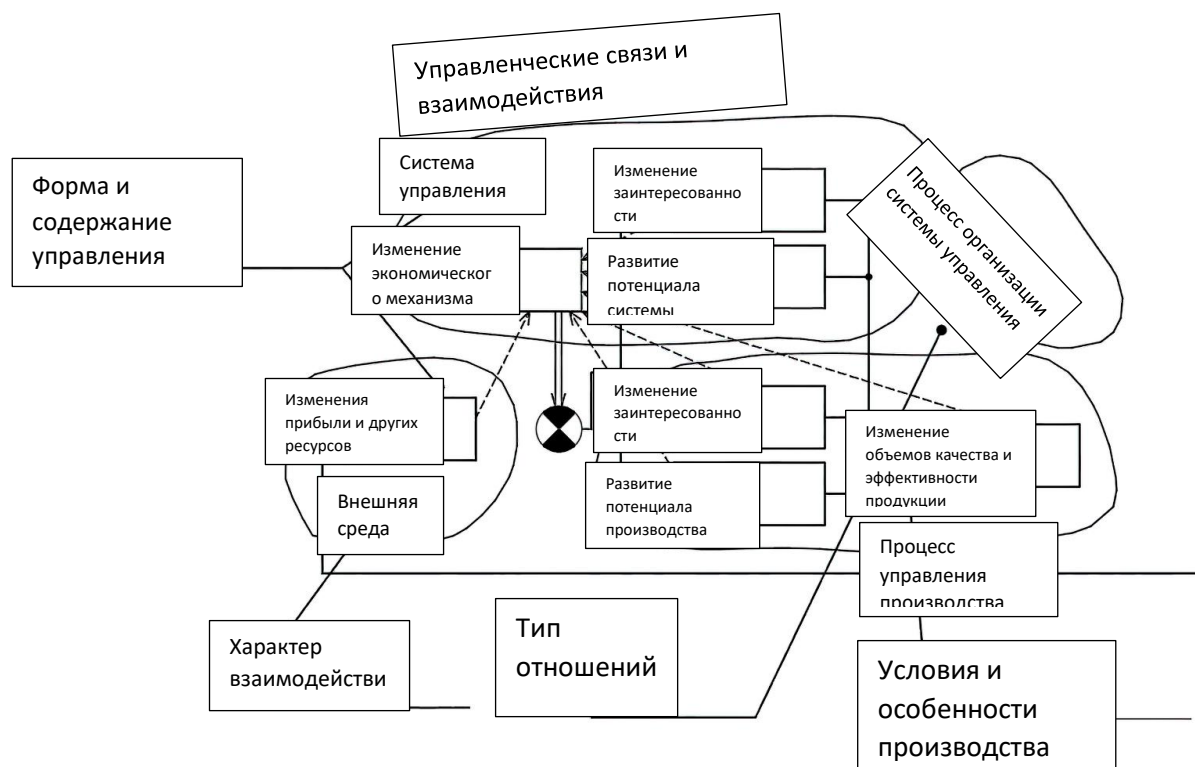 Управленческие связи и
взаимодействия
Форма и
содержание
управления
Система
управления
Изменение
заинтересованно
сти
Процесс организации
системы управления
Изменение
экономическог
о механизма
Развитие
потенциала
системы
Изменения
прибыли и других
ресурсов
Изменение
заинтересованно
сти
Изменение
объемов качества и
эффективности
продукции
Внешняя
среда
Развитие
потенциала
производства
Процесс
управления
производства
Характер
взаимодействи
Тип
отношений
Условия и
особенности
производства